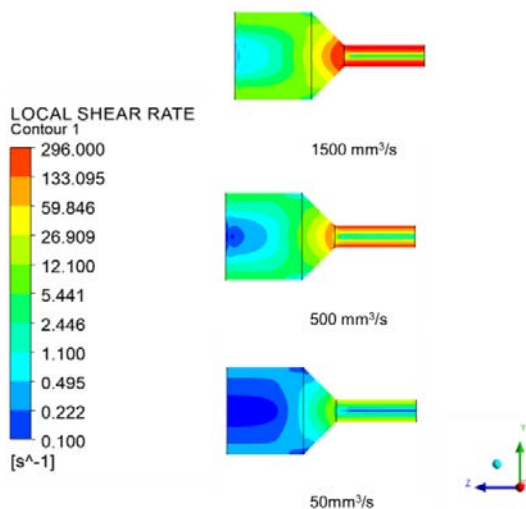 LOCAL SHEAR RATE
Contour 1
296.000
133.095
59.846
26.909
12.100
5.441
2.446
1.100
0.495
0.222
0.100
[s^-1]
1500 mm³/s
500 mm³/s
50mm³/s
Y
Z